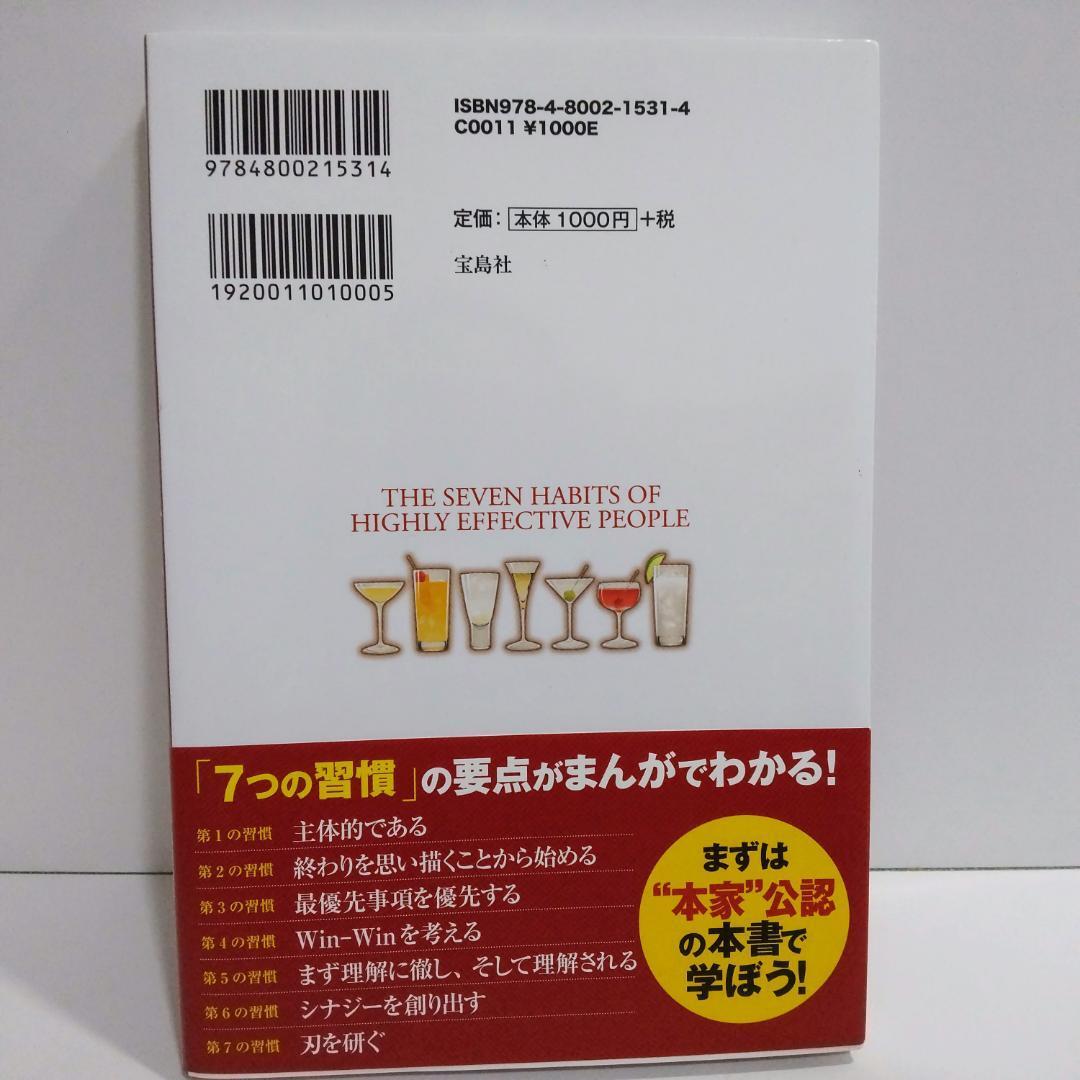 ISBN978-4-8002-1531-4
C0011 ¥1000E
9784800215314
定価： 本体 1000円 +税
宝島社
1920011010005
THE SEVEN HABITS OF
HIGHLY EFFECTIVE PEOPLE
「7つの習慣」の要点がまんがでわかる！
第1の習慣 主体的である
第2の習慣 終わりを思い描くことから始める
第3の習慣 最優先事項を優先する
第4の習慣 Win-Winを考える
第5の習慣 まず理解に徹し、そして理解される
第6の習慣 シナジーを創り出す
第7の習慣 刃を研ぐ
まずは
“本家”公認
の本書で
学ぼう！